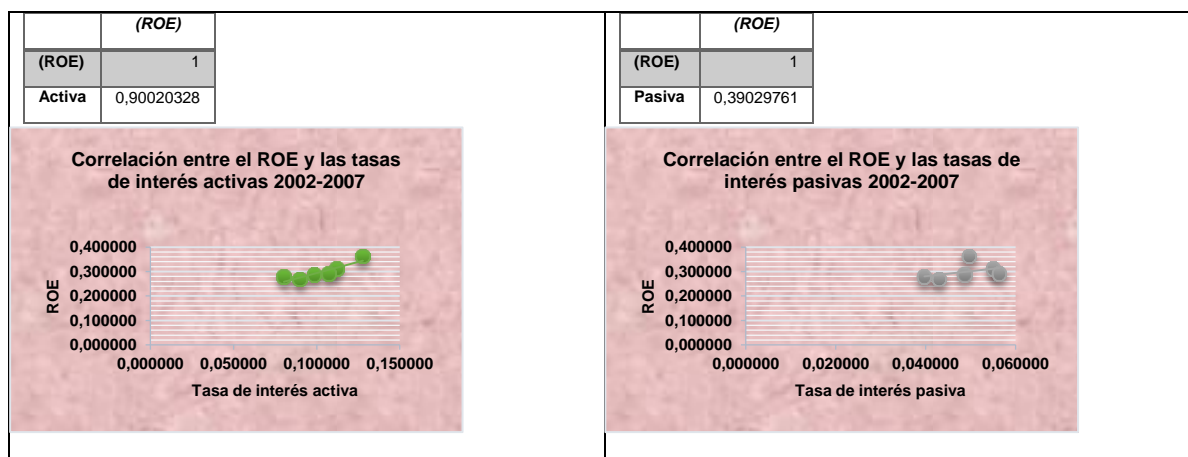 (ROE)
(ROE) 1
Activa 0,90020328
Correlación entre el ROE y las tasas
de interés activas 2002-2007
0,400000
0,300000
0,200000
0,100000
0,000000
ROE
0,000000 0,050000 0,100000 0,150000
Tasa de interés activa
(ROE)
(ROE) 1
Pasiva 0,39029761
Correlación entre el ROE y las tasas de
interés pasivas 2002-2007
0,400000
0,300000
0,200000
0,100000
0,000000
ROE
0,000000 0,020000 0,040000 0,060000
Tasa de interés pasiva